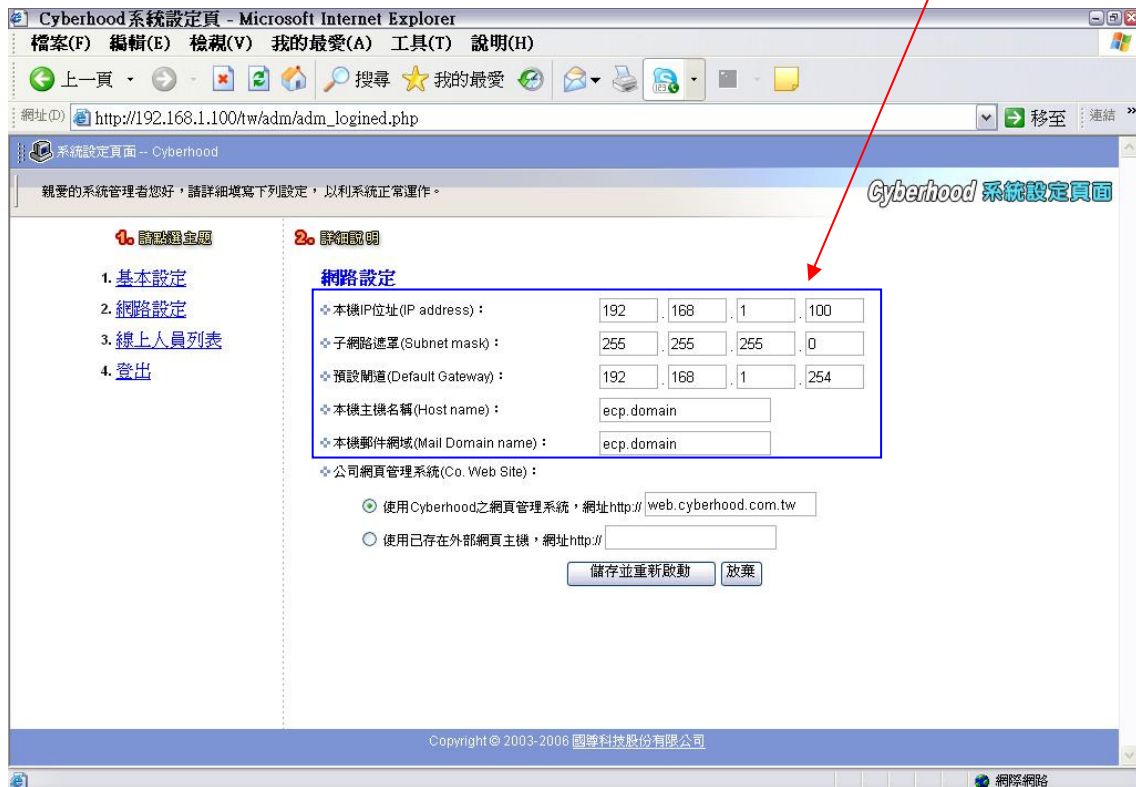 Cyberhood系統設定頁 - Microsoft Internet Explorer
檔案(F) 編輯(E) 檢視(V) 我的最愛(A) 工具(T) 說明(H)
上一頁 搜尋 我的最愛
網址(D) http://192.168.1.100/tw/adm/adm_logined.php 移至 連結 »
系統設定頁面 -- Cyberhood
親愛的系統管理者您好，請詳細填寫下列設定，以利系統正常運作。 Cyberhood 系統設定頁面
1. 請點選主題
1. 基本設定
2. 網路設定
3. 線上人員列表
4. 登出
2. 詳細說明
網路設定
本機IP位址(IP address)： 192 . 168 . 1 . 100
子網路遮罩(Subnet mask)： 255 . 255 . 255 . 0
預設閘道(Default Gateway)： 192 . 168 . 1 . 254
本機主機名稱(Host name)： ecp.domain
本機郵件網域(Mail Domain name)： ecp.domain
公司網頁管理系統(Co. Web Site)：
使用Cyberhood之網頁管理系統，網址http:// web.cyberhood.com.tw
使用已存在外部網頁主機，網址http://
儲存並重新啟動 放棄
Copyright © 2003-2006 國尊科技股份有限公司
網際網路